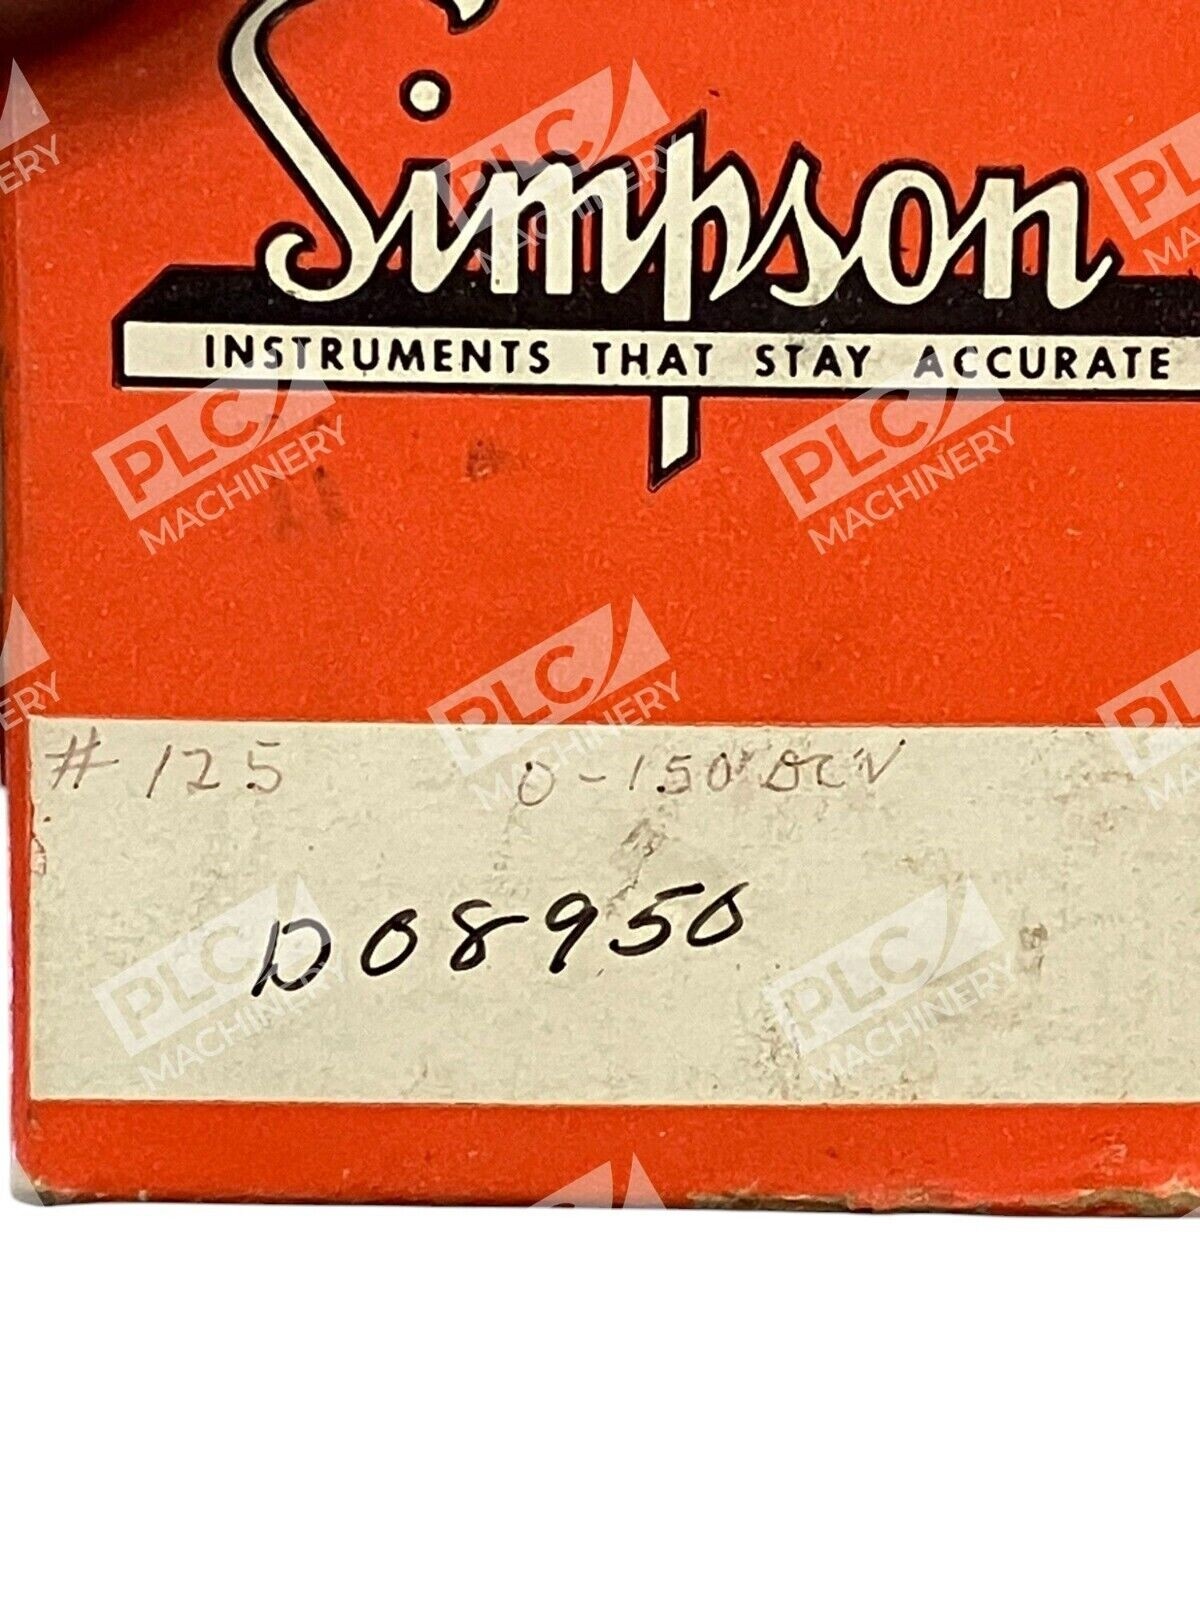 Simpson
INSTRUMENTS THAT STAY ACCURATE
# 125 0-150 DCV
D08950
PLC MACHINERY